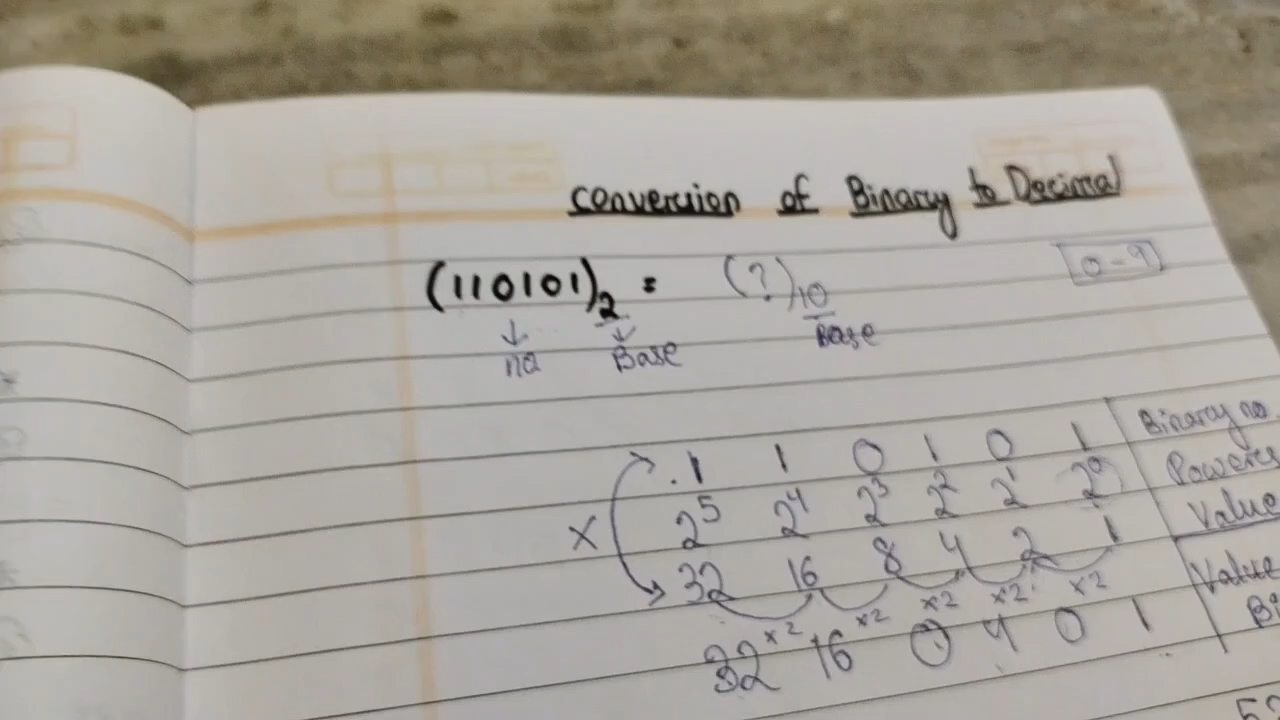 conversion of Binary to Decimal
(110101)2 = (?)10 [0-9]
no Base Base
1 1 0 1 0 1 Binary no.
2^5 2^4 2^3 2^2 2^1 2^0 Powers
X 32 16 8 4 2 1 Value
x2 x2 x2 x2 x2
32 16 0 4 0 1 Value